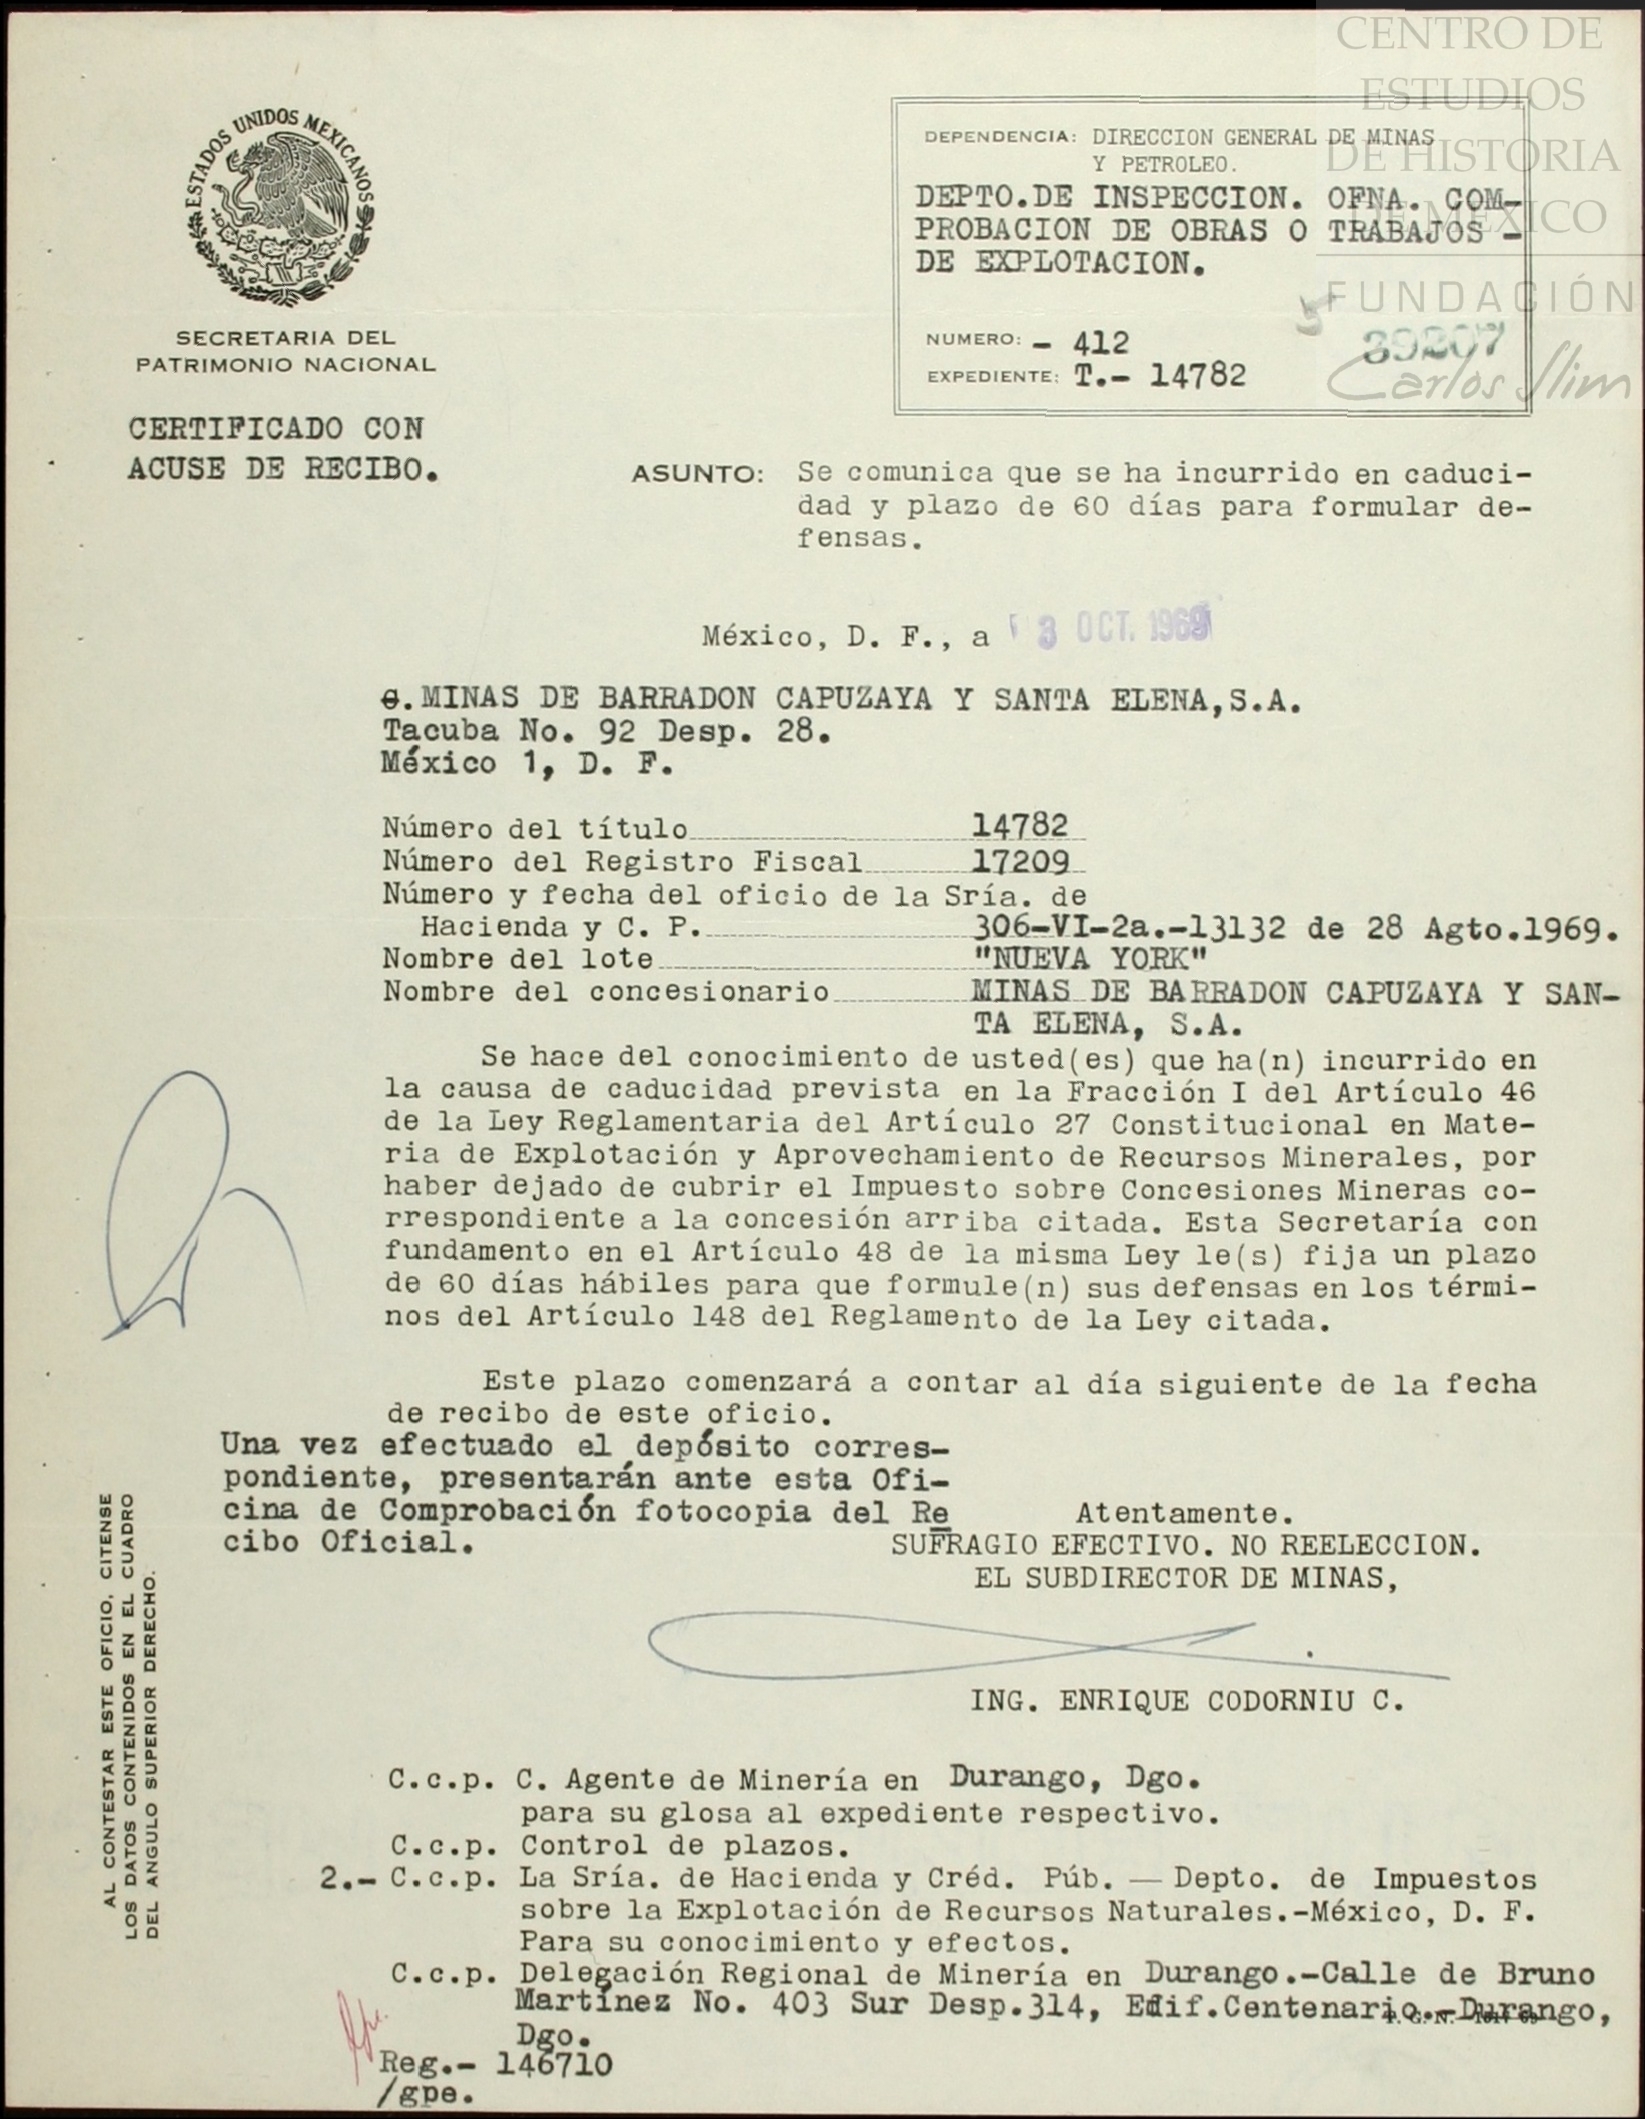 CENTRO DE
ESTUDIOS
DE HISTORIA
DE MÉXICO
FUNDACIÓN
Carlos Slim
ESTADOS UNIDOS MEXICANOS
SECRETARIA DEL
PATRIMONIO NACIONAL
CERTIFICADO CON
ACUSE DE RECIBO.
DEPENDENCIA: DIRECCION GENERAL DE MINAS
Y PETROLEO.
DEPTO.DE INSPECCION. OFNA. COM-
PROBACION DE OBRAS O TRABAJOS -
DE EXPLOTACION.
39207
NUMERO: - 412
EXPEDIENTE: T.- 14782
ASUNTO: Se comunica que se ha incurrido en caduci-
dad y plazo de 60 días para formular de-
fensas.
México, D. F., a 3 OCT. 1969
C. MINAS DE BARRADON CAPUZAYA Y SANTA ELENA,S.A.
Tacuba No. 92 Desp. 28.
México 1, D. F.
Número del título 14782
Número del Registro Fiscal 17209
Número y fecha del oficio de la Sría. de
Hacienda y C. P. 306-VI-2a.-13132 de 28 Agto.1969.
Nombre del lote "NUEVA YORK"
Nombre del concesionario MINAS DE BARRADON CAPUZAYA Y SAN-
TA ELENA, S.A.
Se hace del conocimiento de usted(es) que ha(n) incurrido en
la causa de caducidad prevista en la Fracción I del Artículo 46
de la Ley Reglamentaria del Artículo 27 Constitucional en Mate-
ria de Explotación y Aprovechamiento de Recursos Minerales, por
haber dejado de cubrir el Impuesto sobre Concesiones Mineras co-
rrespondiente a la concesión arriba citada. Esta Secretaría con
fundamento en el Artículo 48 de la misma Ley le(s) fija un plazo
de 60 días hábiles para que formule(n) sus defensas en los térmi-
nos del Artículo 148 del Reglamento de la Ley citada.
Este plazo comenzará a contar al día siguiente de la fecha
de recibo de este oficio.
Una vez efectuado el depósito corres-
pondiente, presentarán ante esta Ofi-
cina de Comprobación fotocopia del Re
cibo Oficial.
Atentamente.
SUFRAGIO EFECTIVO. NO REELECCION.
EL SUBDIRECTOR DE MINAS,
ING. ENRIQUE CODORNIU C.
AL CONTESTAR ESTE OFICIO, CITENSE
LOS DATOS CONTENIDOS EN EL CUADRO
DEL ANGULO SUPERIOR DERECHO.
C.c.p. C. Agente de Minería en Durango, Dgo.
para su glosa al expediente respectivo.
C.c.p. Control de plazos.
2.- C.c.p. La Sría. de Hacienda y Créd. Púb. — Depto. de Impuestos
sobre la Explotación de Recursos Naturales.-México, D. F.
Para su conocimiento y efectos.
C.c.p. Delegación Regional de Minería en Durango.-Calle de Bruno
Martínez No. 403 Sur Desp.314, Edif.Centenario.-Durango,
Dgo.
Reg.- 146710
/gpe.